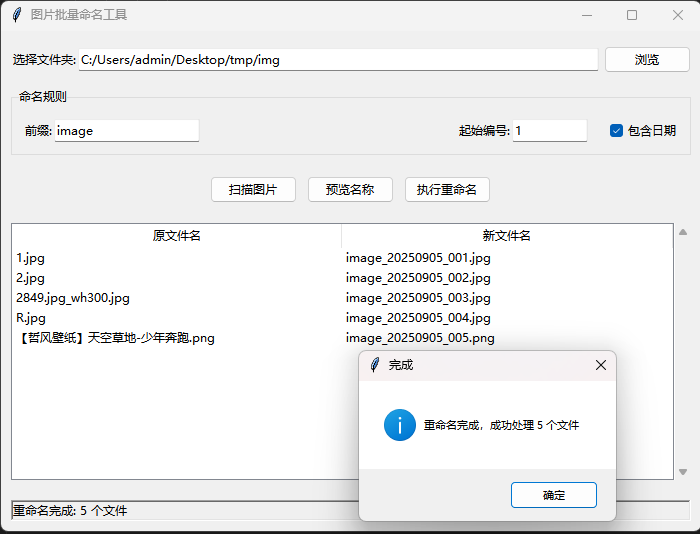 图片批量命名工具
选择文件夹: C:/Users/admin/Desktop/tmp/img 浏览
命名规则
前缀: image 起始编号: 1 包含日期
扫描图片 预览名称 执行重命名
原文件名 新文件名
1.jpg image_20250905_001.jpg
2.jpg image_20250905_002.jpg
2849.jpg_wh300.jpg image_20250905_003.jpg
R.jpg image_20250905_004.jpg
【哲风壁纸】天空草地-少年奔跑.png image_20250905_005.png
完成
重命名完成，成功处理 5 个文件
确定
重命名完成: 5 个文件